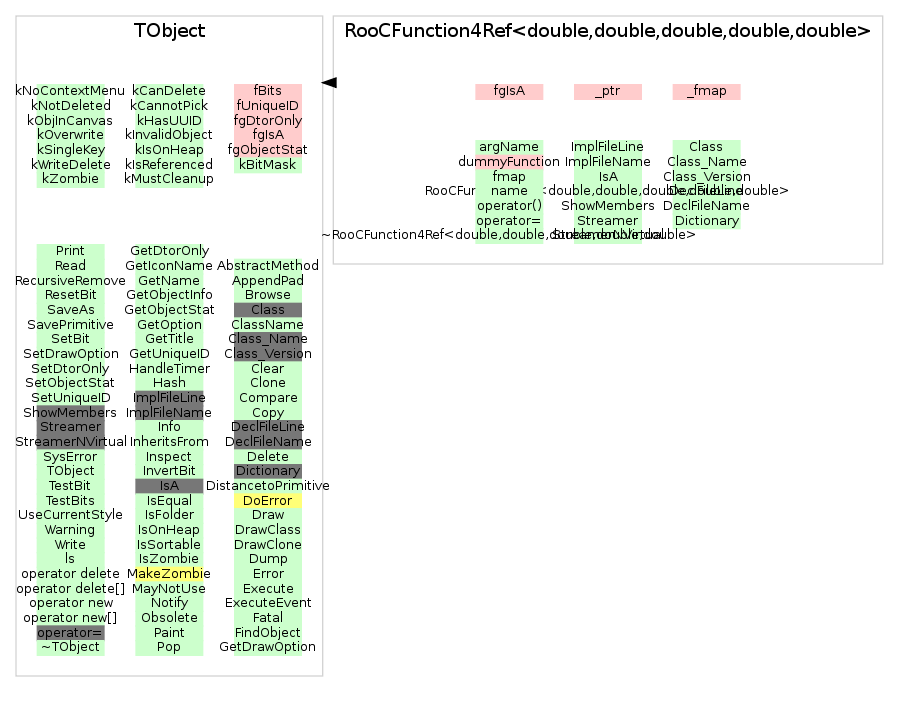 TObject
kNoContextMenu
kNotDeleted
kObjInCanvas
kOverwrite
kSingleKey
kWriteDelete
kZombie
kCanDelete
kCannotPick
kHasUUID
kInvalidObject
kIsOnHeap
kIsReferenced
kMustCleanup
fBits
fUniqueID
fgDtorOnly
fgIsA
fgObjectStat
kBitMask
Print
Read
RecursiveRemove
ResetBit
SaveAs
SavePrimitive
SetBit
SetDrawOption
SetDtorOnly
SetObjectStat
SetUniqueID
ShowMembers
Streamer
StreamerNVirtual
SysError
TObject
TestBit
TestBits
UseCurrentStyle
Warning
Write
ls
operator delete
operator delete[]
operator new
operator new[]
operator=
~TObject
GetDtorOnly
GetIconName
GetName
GetObjectInfo
GetObjectStat
GetOption
GetTitle
GetUniqueID
HandleTimer
Hash
ImplFileLine
ImplFileName
Info
InheritsFrom
Inspect
InvertBit
IsA
IsEqual
IsFolder
IsOnHeap
IsSortable
IsZombie
MakeZombie
MayNotUse
Notify
Obsolete
Paint
Pop
AbstractMethod
AppendPad
Browse
Class
ClassName
Class_Name
Class_Version
Clear
Clone
Compare
Copy
DeclFileLine
DeclFileName
Delete
Dictionary
DistancetoPrimitive
DoError
Draw
DrawClass
DrawClone
Dump
Error
Execute
ExecuteEvent
Fatal
FindObject
GetDrawOption
RooCFunction4Ref<double,double,double,double,double>
fgIsA
_ptr
_fmap
argName
dummyFunction
fmap
name
operator()
operator=
~RooCFunction4Ref<double,double,double,double,double>
ImplFileLine
ImplFileName
IsA
ShowMembers
Streamer
StreamerNVirtual
Class
Class_Name
Class_Version
DeclFileLine
DeclFileName
Dictionary